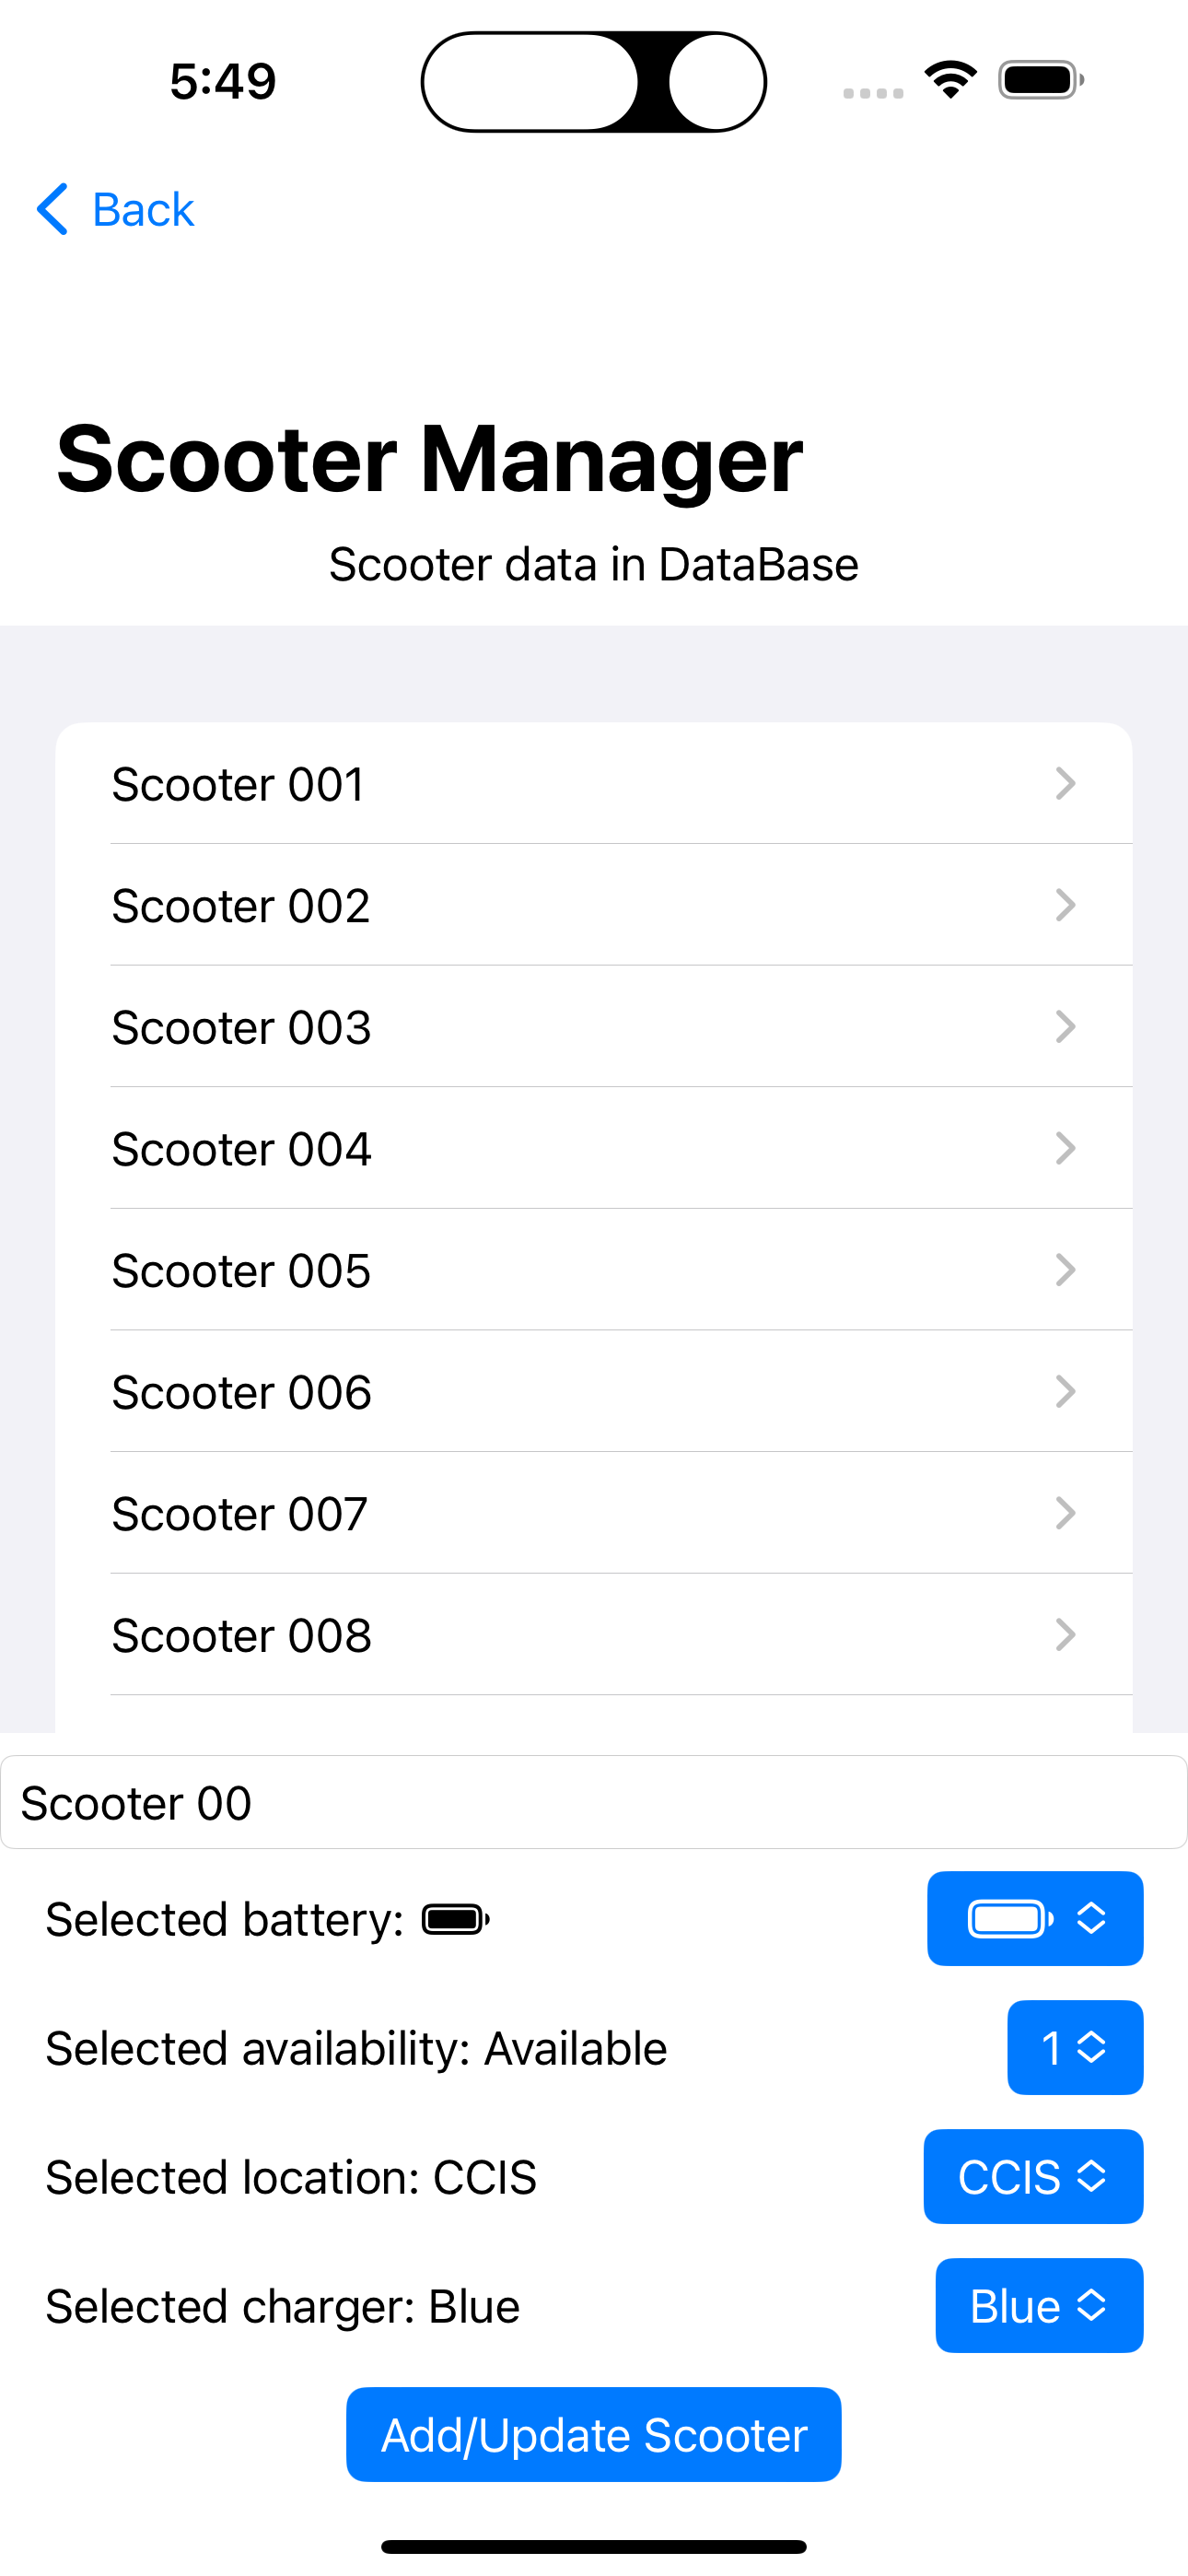 5:49
Back
Scooter Manager
Scooter data in DataBase
Scooter 001
Scooter 002
Scooter 003
Scooter 004
Scooter 005
Scooter 006
Scooter 007
Scooter 008
Scooter 00
Selected battery:
Selected availability: Available 1
Selected location: CCIS CCIS
Selected charger: Blue Blue
Add/Update Scooter